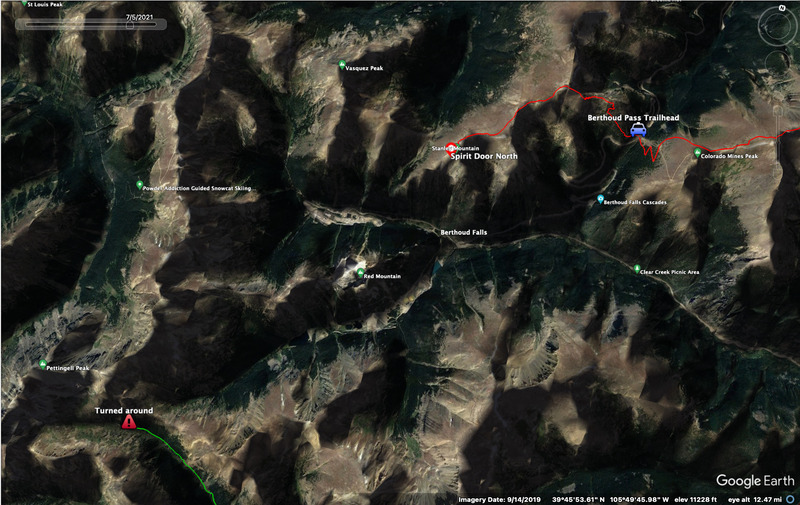 St Louis Peak
7/5/2021
N
Vasquez Peak
Berthoud Pass Trailhead
Stanley Mountain
Spirit Door North
Colorado Mines Peak
Powder Addiction Guided Snowcat Skiing
Berthoud Falls Cascades
Berthoud Falls
Clear Creek Picnic Area
Red Mountain
Pettingell Peak
Turned around
Google Earth
Imagery Date: 9/14/2019 39°45'53.61" N 105°49'45.98" W elev 11228 ft eye alt 12.47 mi